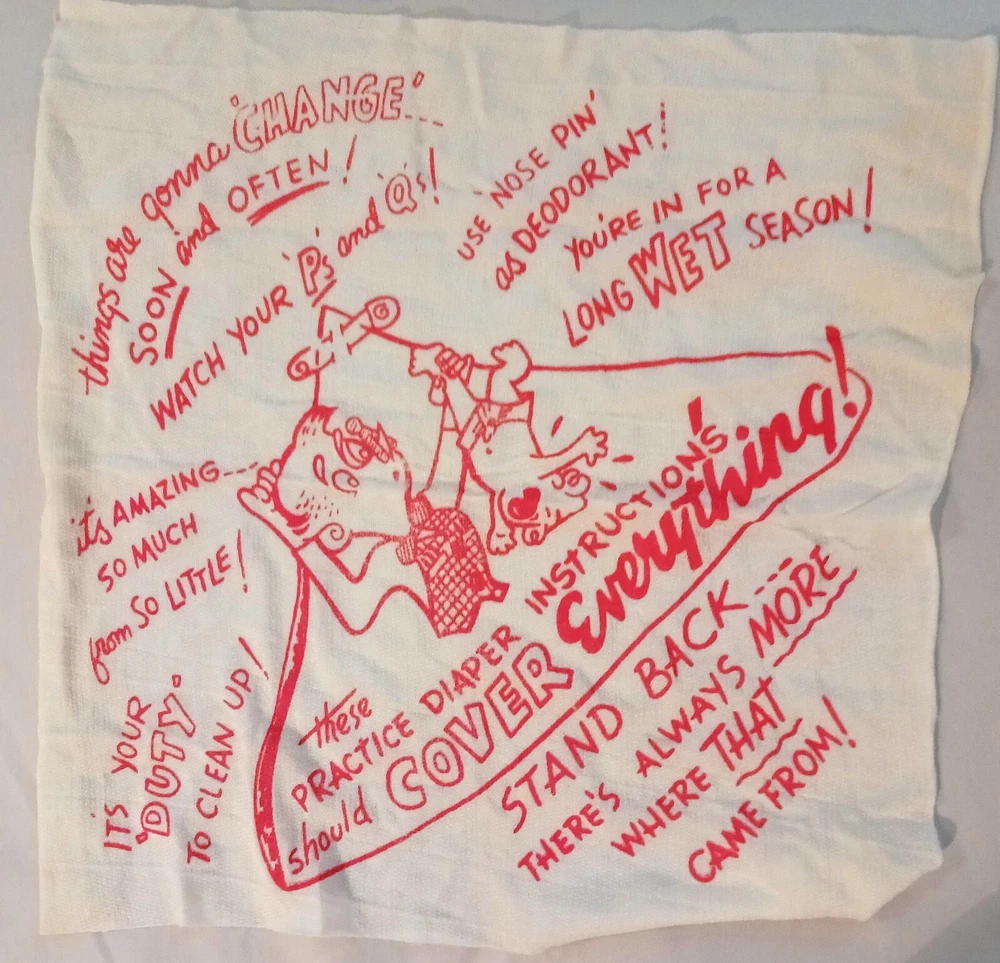 things are gonna 'CHANGE'...
SOON and OFTEN!
WATCH YOUR 'P's and 'Q's!
USE 'NOSE PIN'
as DEODORANT!
YOU'RE IN FOR A
LONG WET SEASON!
it's AMAZING...
SO MUCH
from SO LITTLE!
IT'S YOUR
"DUTY"
TO CLEAN UP!
these
PRACTICE DIAPER INSTRUCTIONS
should COVER Everything!
STAND BACK...
THERE'S ALWAYS MORE
WHERE THAT
CAME FROM!